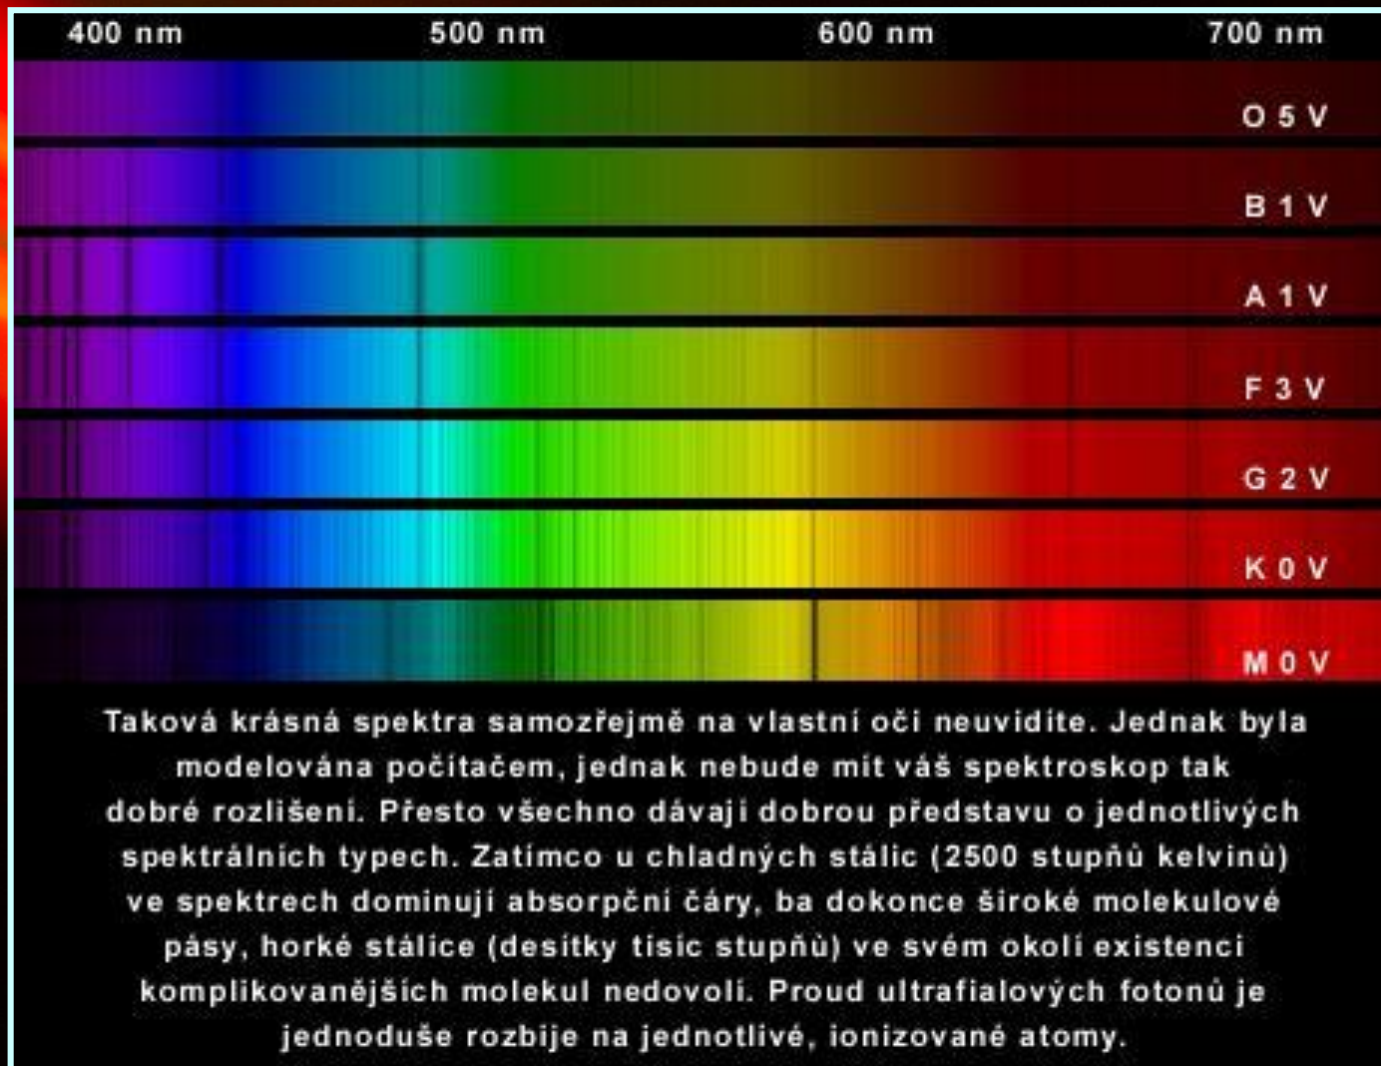 400 nm 500 nm 600 nm 700 nm
O 5 V
B 1 V
A 1 V
F 3 V
G 2 V
K 0 V
M 0 V
Taková krásná spektra samozřejmě na vlastní oči neuvidíte. Jednak byla
modelována počítačem, jednak nebude mít váš spektroskop tak
dobré rozlišení. Přesto všechno dávají dobrou představu o jednotlivých
spektrálních typech. Zatímco u chladných stálic (2500 stupňů kelvinů)
ve spektrech dominují absorpční čáry, ba dokonce široké molekulové
pásy, horké stálice (desítky tisíc stupňů) ve svém okolí existenci
komplikovanějších molekul nedovolí. Proud ultrafialových fotonů je
jednoduše rozbije na jednotlivé, ionizované atomy.